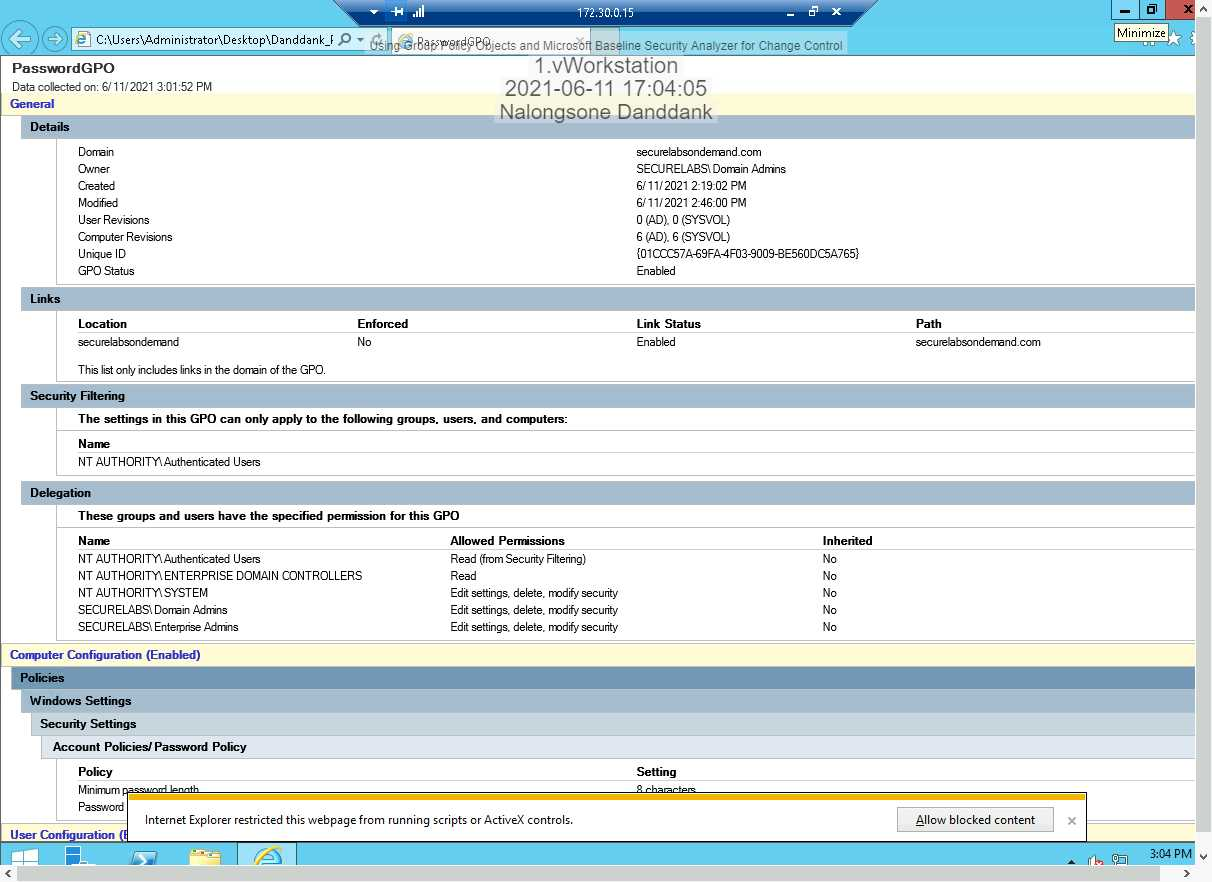 172.30.0.15
C:\Users\Administrator\Desktop\Danddank_F
PasswordGPO
Minimize
Using Group Policy Objects and Microsoft Baseline Security Analyzer for Change Control
1.vWorkstation
2021-06-11 17:04:05
Nalongsone Danddank
PasswordGPO
Data collected on: 6/11/2021 3:01:52 PM
General
Details
Domain securelabsondemand.com
Owner SECURELABS\Domain Admins
Created 6/11/2021 2:19:02 PM
Modified 6/11/2021 2:46:00 PM
User Revisions 0 (AD), 0 (SYSVOL)
Computer Revisions 6 (AD), 6 (SYSVOL)
Unique ID {01CCC57A-69FA-4F03-9009-BE560DC5A765}
GPO Status Enabled
Links
Location Enforced Link Status Path
securelabsondemand No Enabled securelabsondemand.com
This list only includes links in the domain of the GPO.
Security Filtering
The settings in this GPO can only apply to the following groups, users, and computers:
Name
NT AUTHORITY\Authenticated Users
Delegation
These groups and users have the specified permission for this GPO
Name Allowed Permissions Inherited
NT AUTHORITY\Authenticated Users Read (from Security Filtering) No
NT AUTHORITY\ENTERPRISE DOMAIN CONTROLLERS Read No
NT AUTHORITY\SYSTEM Edit settings, delete, modify security No
SECURELABS\Domain Admins Edit settings, delete, modify security No
SECURELABS\Enterprise Admins Edit settings, delete, modify security No
Computer Configuration (Enabled)
Policies
Windows Settings
Security Settings
Account Policies/Password Policy
Policy Setting
Minimum password length 8 characters
Password
Internet Explorer restricted this webpage from running scripts or ActiveX controls.
Allow blocked content
User Configuration (
3:04 PM